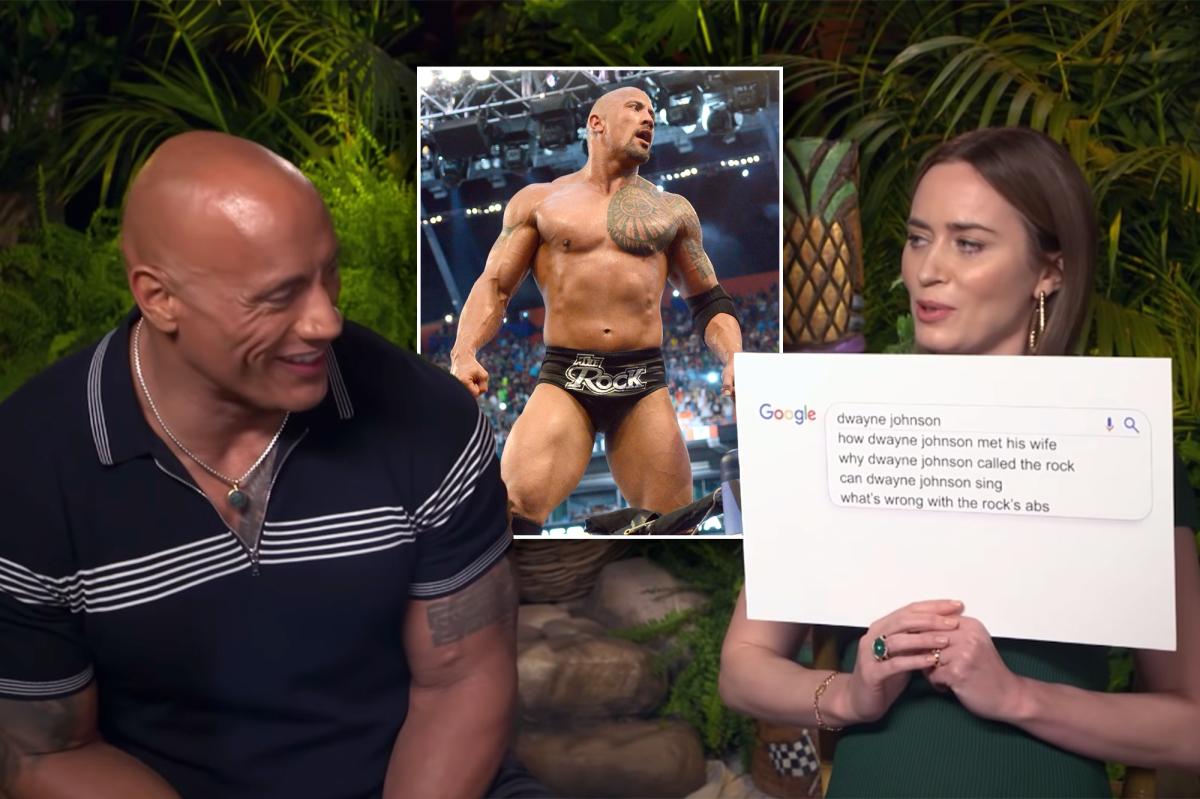 THE
ROCK
Google
dwayne johnson
how dwayne johnson met his wife
why dwayne johnson called the rock
can dwayne johnson sing
what's wrong with the rock's abs